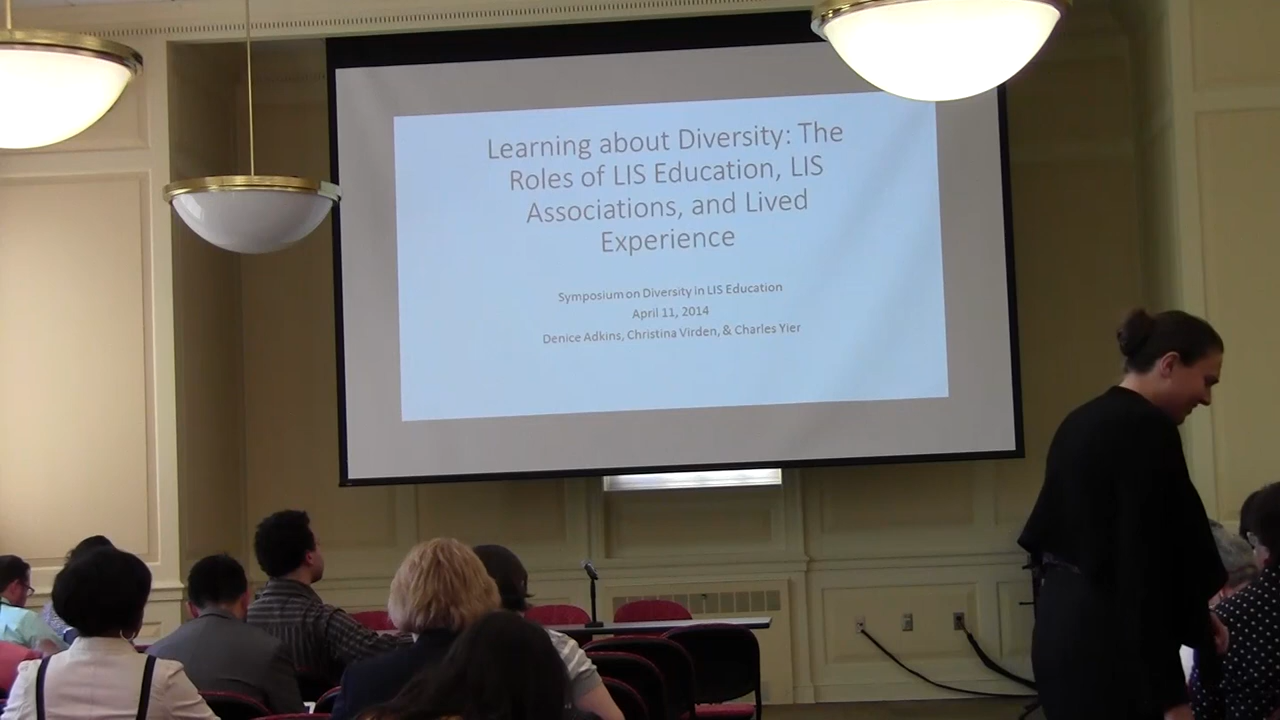 Learning about Diversity: The
Roles of LIS Education, LIS
Associations, and Lived
Experience
Symposium on Diversity in LIS Education
April 11, 2014
Denice Adkins, Christina Virden, & Charles Yier